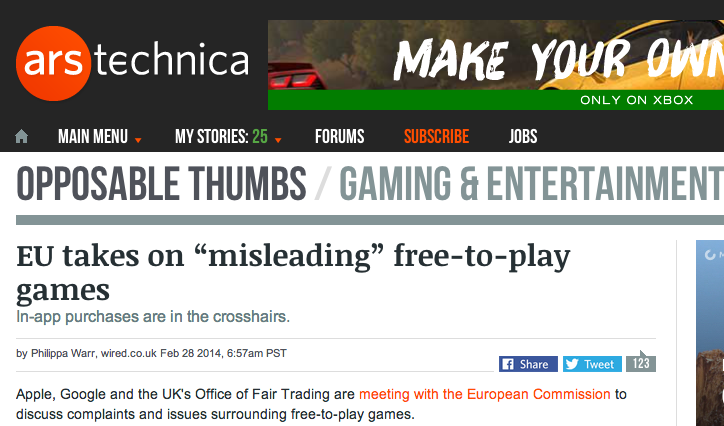 ars technica
MAKE YOUR OWN
ONLY ON XBOX
MAIN MENU MY STORIES: 25 FORUMS SUBSCRIBE JOBS
OPPOSABLE THUMBS / GAMING & ENTERTAINMENT
EU takes on “misleading” free-to-play
games
In-app purchases are in the crosshairs.
by Philippa Warr, wired.co.uk Feb 28 2014, 6:57am PST
Share Tweet 123
Apple, Google and the UK's Office of Fair Trading are meeting with the European Commission to
discuss complaints and issues surrounding free-to-play games.